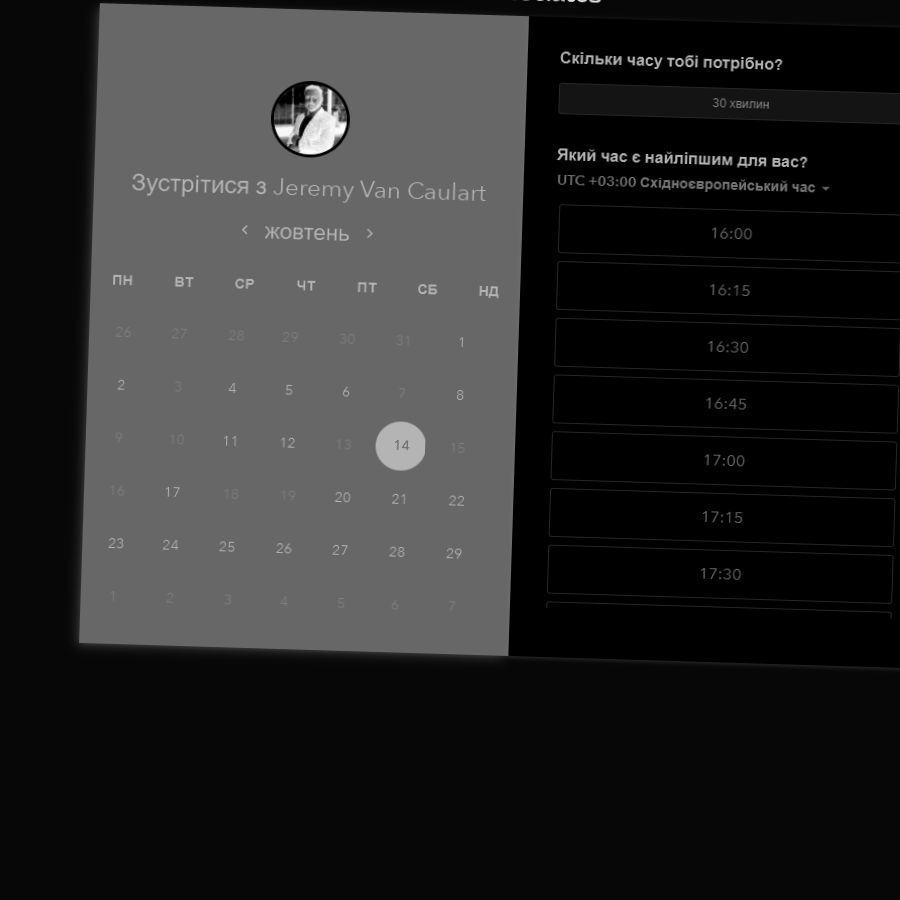 Зустрітися з Jeremy Van Caulart
жовтень
ПН ВТ СР ЧТ ПТ СБ НД
26 27 28 29 30 31 1
2 3 4 5 6 7 8
9 10 11 12 13 14 15
16 17 18 19 20 21 22
23 24 25 26 27 28 29
1 2 3 4 5 6 7
Скільки часу тобі потрібно?
30 хвилин
Який час є найліпшим для вас?
UTC +03:00 Східноєвропейський час
16:00
16:15
16:30
16:45
17:00
17:15
17:30